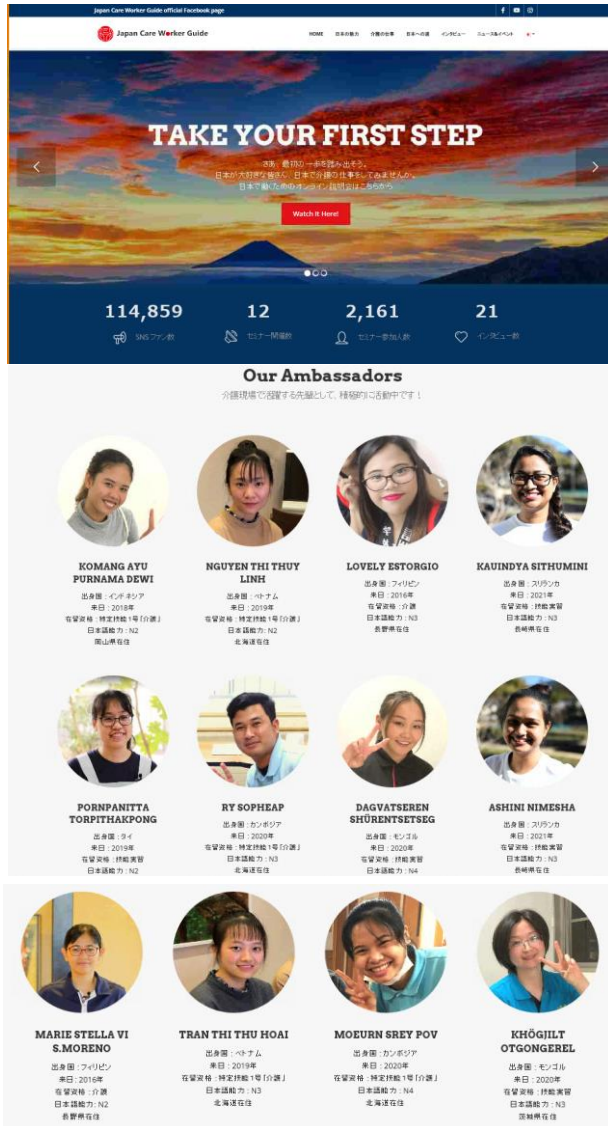 Japan Care Worker Guide official Facebook page
Japan Care Worker Guide
HOME 日本の魅力 介護の仕事 日本への道 インタビュー ニュース&イベント
TAKE YOUR FIRST STEP
さあ、最初の一歩を踏み出そう。
日本が大好きな皆さん、日本で介護の仕事をしてみませんか。
日本で働くためのオンライン説明会はこちらから
Watch It Here!
114,859 12 2,161 21
SNSファン数 セミナー開催数 セミナー参加人数 インタビュー数
Our Ambassadors
介護現場で活躍する先輩として、積極的に活動中です！
KOMANG AYU
PURNAMA DEWI
出身国：インドネシア
来日：2018年
在留資格：特定技能1号「介護」
日本語能力：N2
岡山県在住
NGUYEN THI THUY
LINH
出身国：ベトナム
来日：2019年
在留資格：特定技能1号「介護」
日本語能力：N2
北海道在住
LOVELY ESTORGIO
出身国：フィリピン
来日：2016年
在留資格：介護
日本語能力：N3
長野県在住
KAUINDYA SITHUMINI
出身国：スリランカ
来日：2021年
在留資格：技能実習
日本語能力：N3
長崎県在住
PORNPANITTA
TORPITHAKPONG
出身国：タイ
来日：2019年
在留資格：技能実習
日本語能力：N2
RY SOPHEAP
出身国：カンボジア
来日：2020年
在留資格：特定技能1号「介護」
日本語能力：N3
北海道在住
DAGVATSEREN
SHÜRENTSETSEG
出身国：モンゴル
来日：2020年
在留資格：技能実習
日本語能力：N4
ASHINI NIMESHA
出身国：スリランカ
来日：2021年
在留資格：技能実習
日本語能力：N3
長崎県在住
MARIE STELLA VI
S.MORENO
出身国：フィリピン
来日：2016年
在留資格：介護
日本語能力：N2
長野県在住
TRAN THI THU HOAI
出身国：ベトナム
来日：2019年
在留資格：特定技能1号「介護」
日本語能力：N3
北海道在住
MOEURN SREY POV
出身国：カンボジア
来日：2020年
在留資格：特定技能1号「介護」
日本語能力：N4
北海道在住
KHÖGJILT
OTGONGEREL
出身国：モンゴル
来日：2020年
在留資格：技能実習
日本語能力：N3
茨城県在住